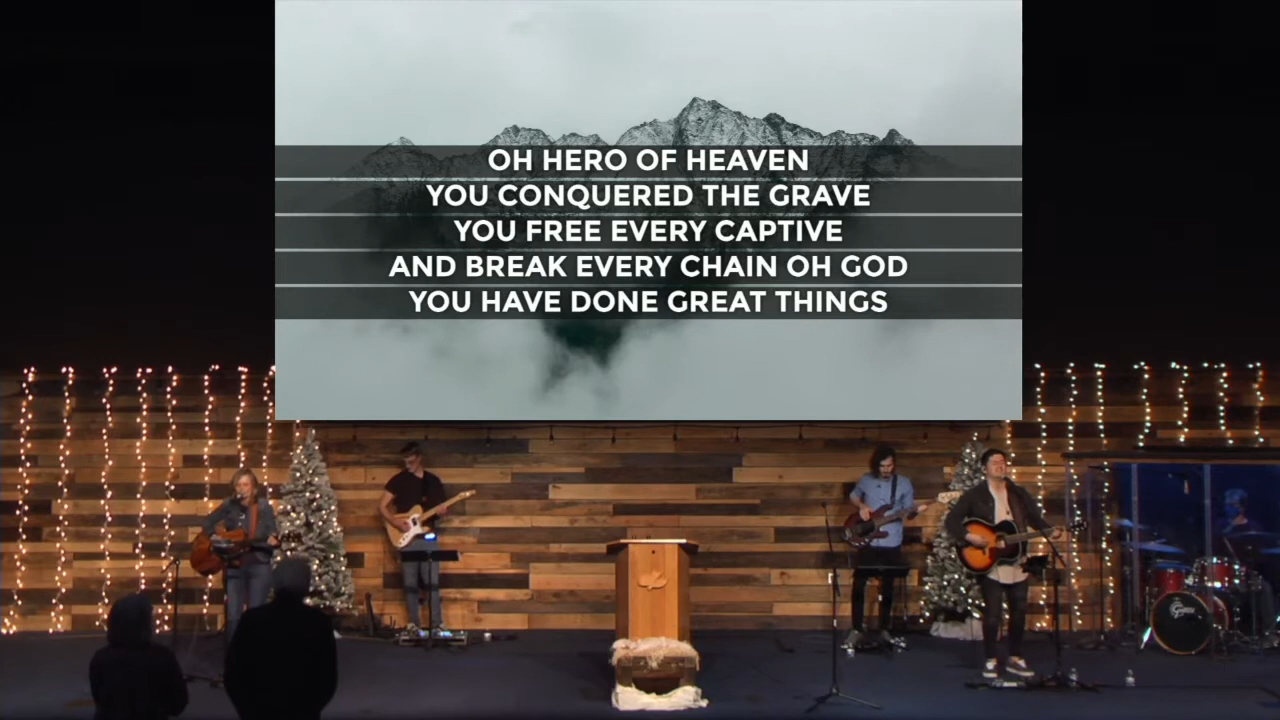 OH HERO OF HEAVEN
YOU CONQUERED THE GRAVE
YOU FREE EVERY CAPTIVE
AND BREAK EVERY CHAIN OH GOD
YOU HAVE DONE GREAT THINGS